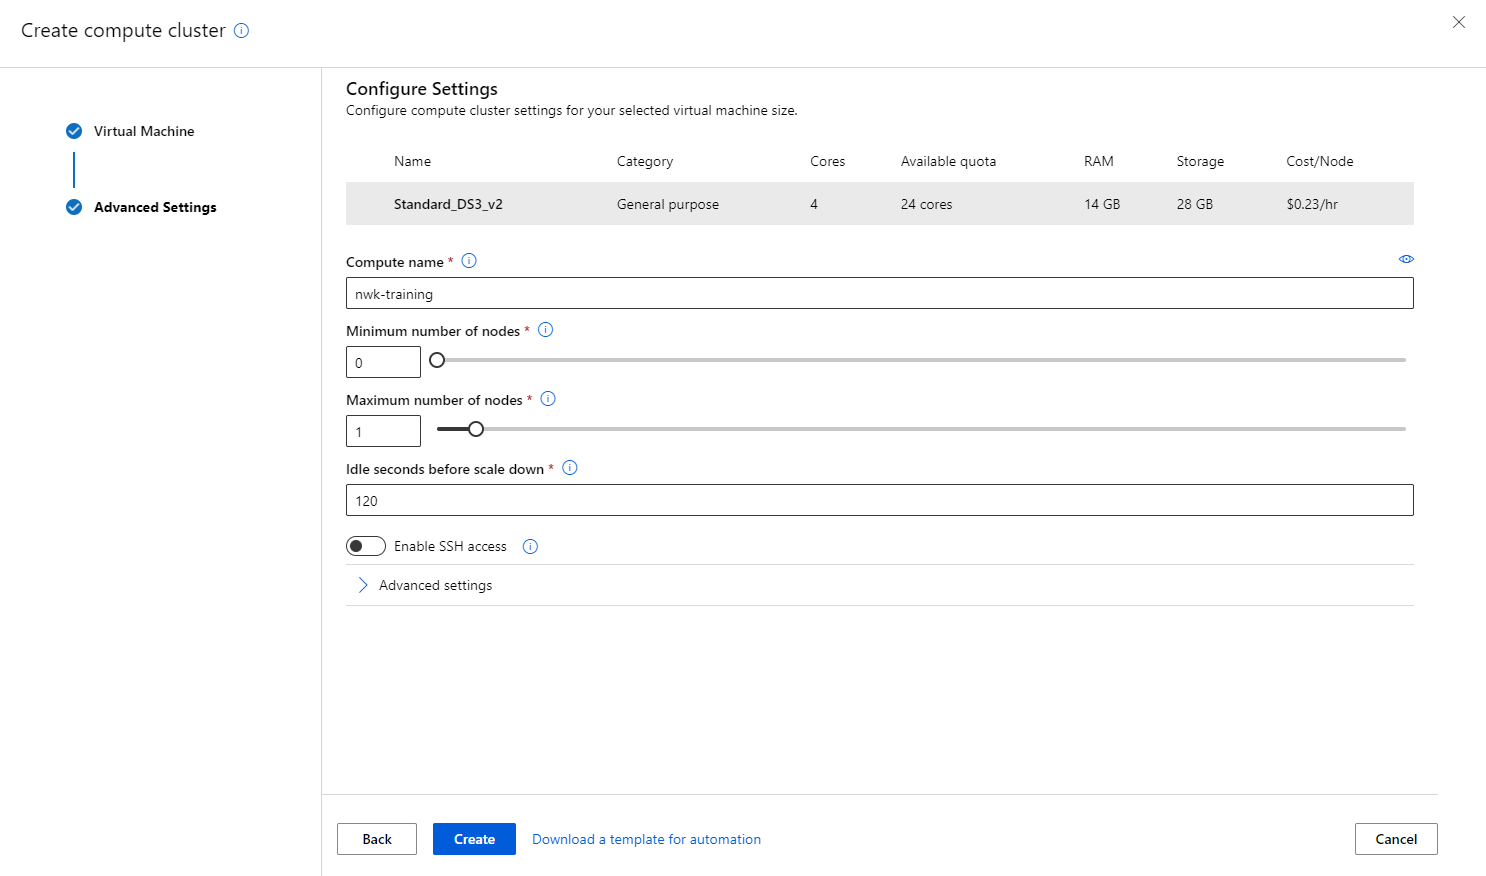 Create compute cluster
Virtual Machine
Advanced Settings
Configure Settings
Configure compute cluster settings for your selected virtual machine size.
Name Category Cores Available quota RAM Storage Cost/Node
Standard_DS3_v2 General purpose 4 24 cores 14 GB 28 GB $0.23/hr
Compute name *
nwk-training
Minimum number of nodes *
0
Maximum number of nodes *
1
Idle seconds before scale down *
120
Enable SSH access
Advanced settings
Back Create Download a template for automation Cancel